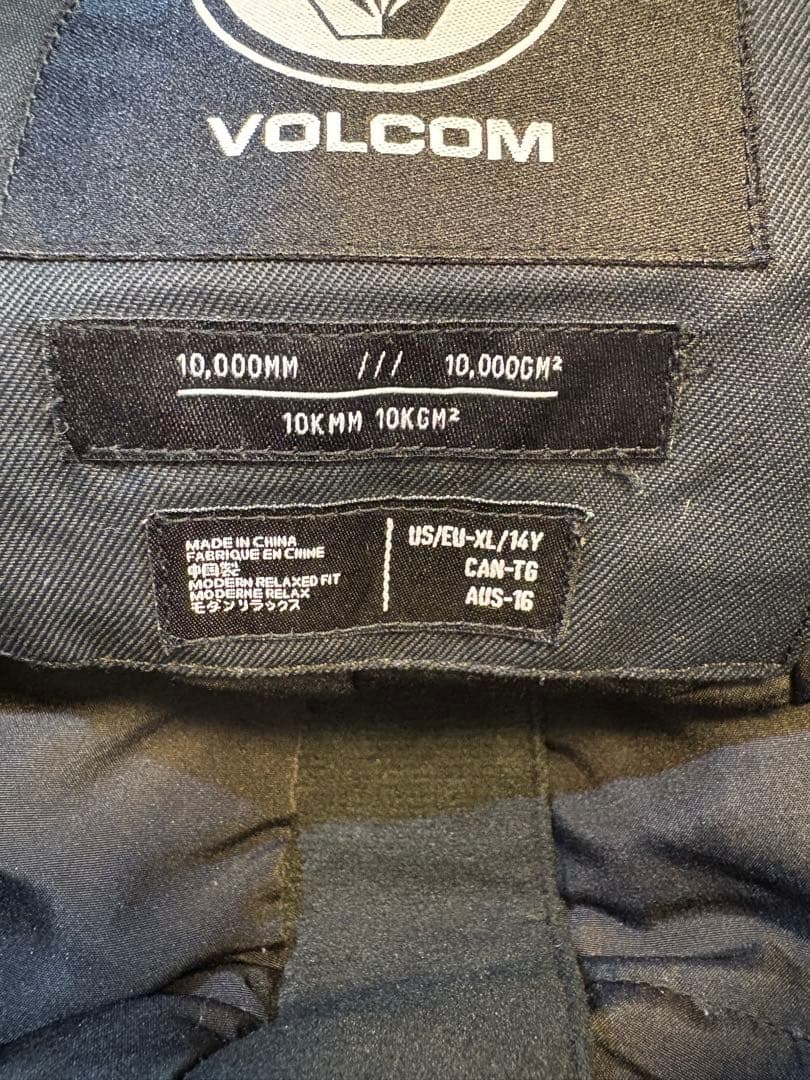 VOLCOM
10,000MM /// 10,000GM²
10KMM 10KGM²
MADE IN CHINA
FABRIQUE EN CHINE
中国製
MODERN RELAXED FIT
MODERNE RELAX
モダンリラックス
US/EU-XL/14Y
CAN-TG
AUS-16